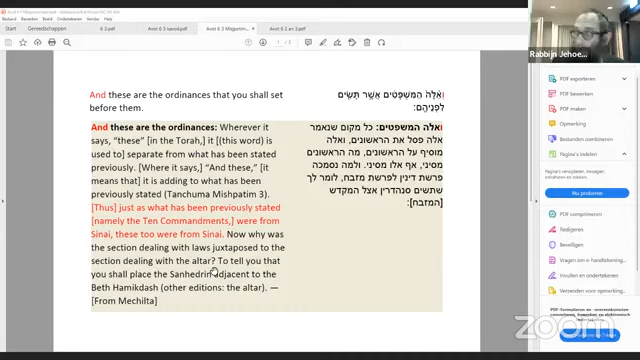 Bestand Bewerken Beeld Ondertekenen Venster Help
Start Gereedschappen 6 3.pdf Avot 6 2 Mišpatim...
Rabbijn Jehoe...
And these are the ordinances that you shall set
before them.
וְאֵלֶּה הַמִּשְׁפָּטִים אֲשֶׁר תָּשִׂים
לִפְנֵיהֶם:
And these are the ordinances: Wherever it
says, “these” [in the Torah,] it [(this word) is
used to] separate from what has been stated
previously. [Where it says,] “And these,” [it
means that] it is adding to what has been
previously stated (Tanchuma Mishpatim 3).
[Thus] just as what has been previously stated
[namely the Ten Commandments,] were from
Sinai, these too were from Sinai. Now why was
the section dealing with laws juxtaposed to the
section dealing with the altar? To tell you that
you shall place the Sanhedrin adjacent to the
Beth Hamikdash (other editions: the altar). —
[From Mechilta]
ואלה המשפטים: כל מקום שנאמר
אלה פסל את הראשונים, ואלה
מוסיף על הראשונים, מה הראשונים
מסיני, אף אלו מסיני. ולמה נסמכה
פרשת דינין לפרשת מזבח, לומר לך
שתשים סנהדרין אצל המקדש
[המזבח]:
PDF exporteren
PDF bewerken
PDF maken
Opmerking
Bestanden combineren
Pagina's indelen
Nu proberen
PDF comprimeren
Redigeren
Beveiligen
Invullen en ondertekenen
zoom